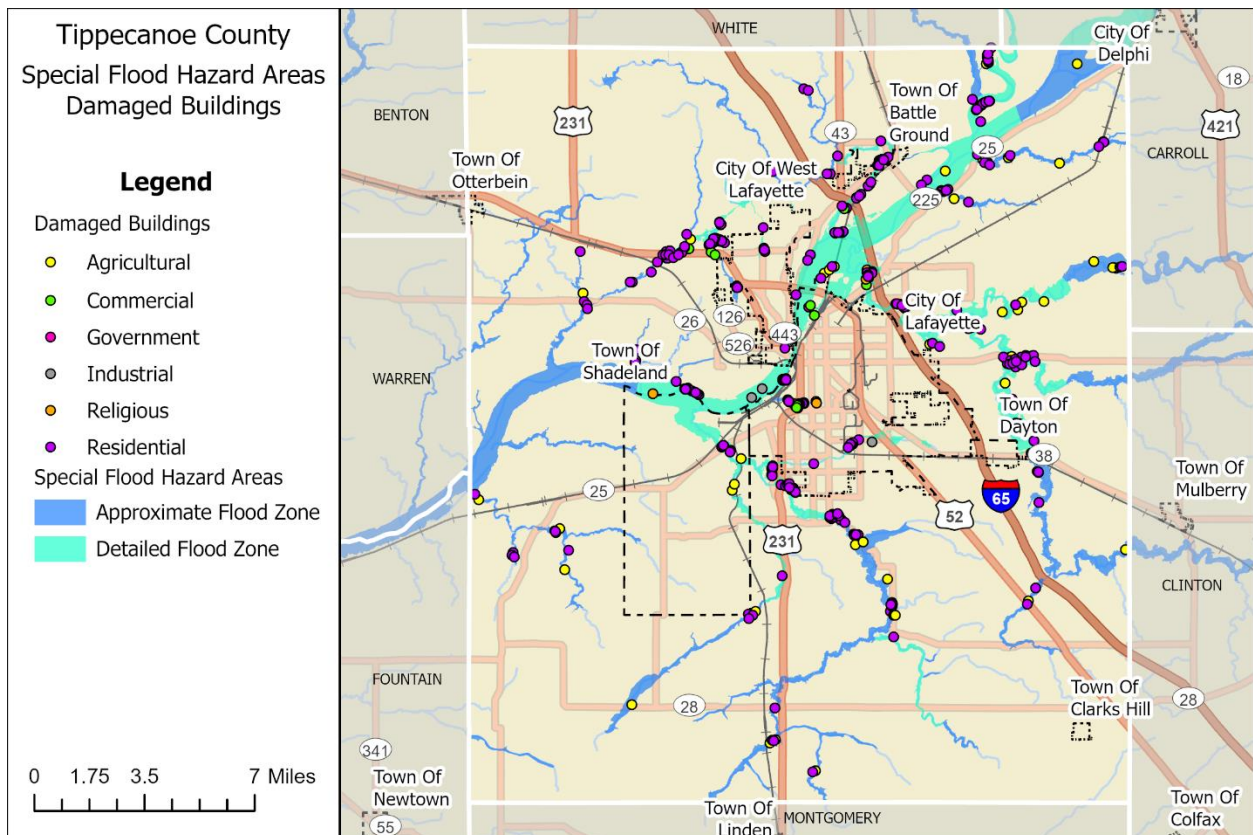 Tippecanoe County
Special Flood Hazard Areas
Damaged Buildings
Legend
Damaged Buildings
Agricultural
Commercial
Government
Industrial
Religious
Residential
Special Flood Hazard Areas
Approximate Flood Zone
Detailed Flood Zone
0 1.75 3.5 7 Miles
WHITE
City Of
Delphi
18
Town Of
Battle
Ground
BENTON
231
43
421
25
CARROLL
Town Of
Otterbein
City Of West
Lafayette
225
126
26
City Of
Lafayette
526
443
Town Of
Shadeland
WARREN
Town Of
Dayton
38
Town Of
Mulberry
25
65
52
231
CLINTON
FOUNTAIN
Town Of
Clarks Hill
28
28
341
Town Of
Newtown
55
Town Of
Linden
MONTGOMERY
Town Of
Colfax